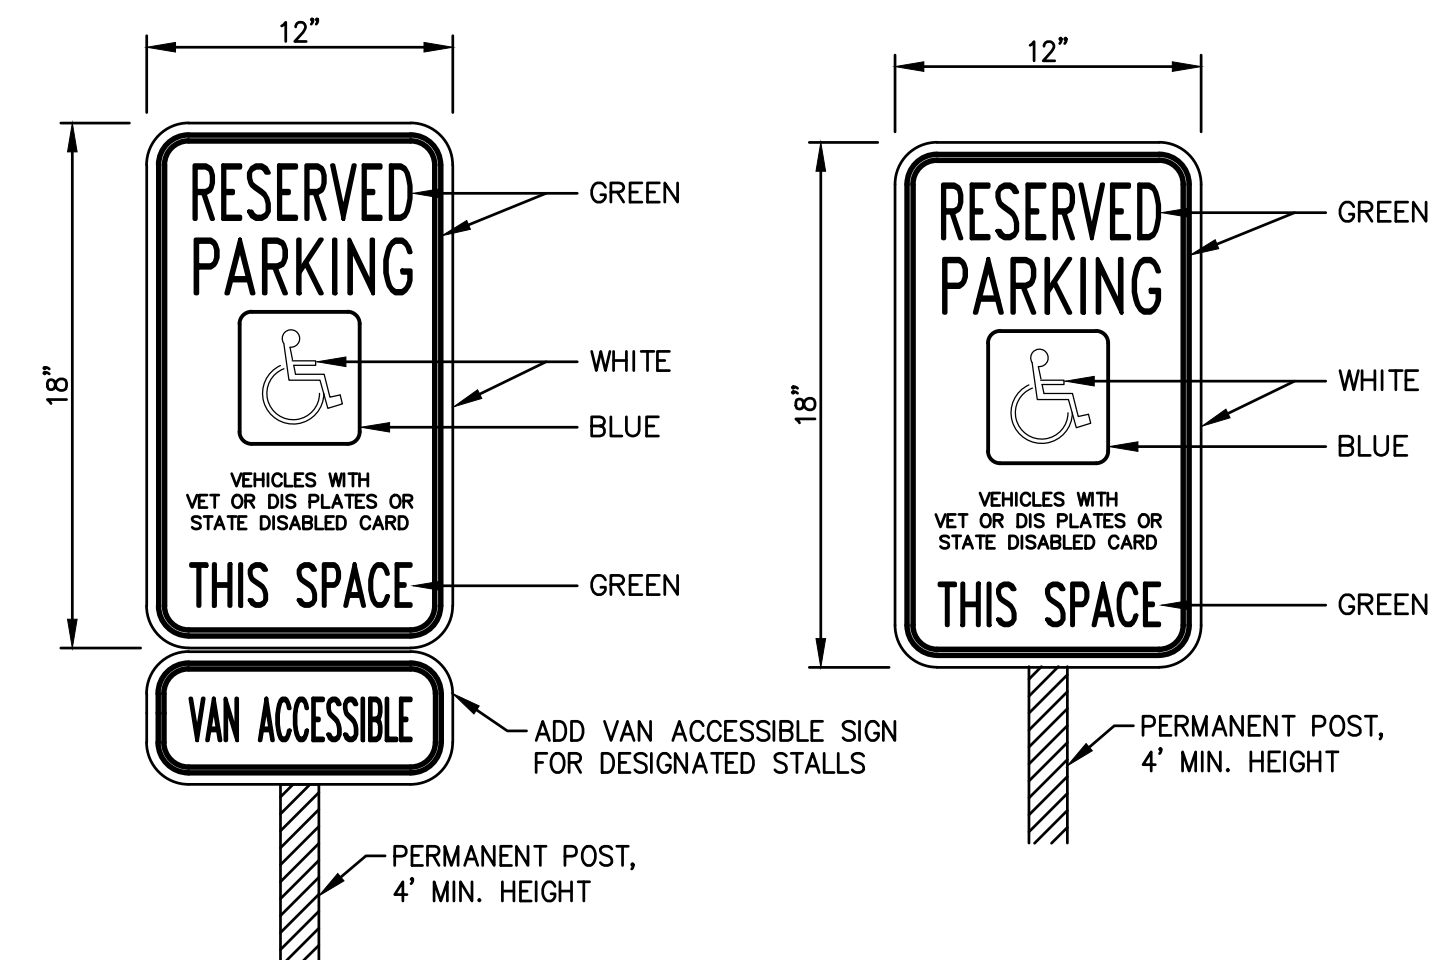 12”
18”
RESERVED
PARKING
VEHICLES WITH
VET OR DIS PLATES OR
STATE DISABLED CARD
THIS SPACE
VAN ACCESSIBLE
GREEN
WHITE
BLUE
GREEN
ADD VAN ACCESSIBLE SIGN
FOR DESIGNATED STALLS
PERMANENT POST,
4’ MIN. HEIGHT
12”
18”
RESERVED
PARKING
VEHICLES WITH
VET OR DIS PLATES OR
STATE DISABLED CARD
THIS SPACE
GREEN
WHITE
BLUE
GREEN
PERMANENT POST,
4’ MIN. HEIGHT